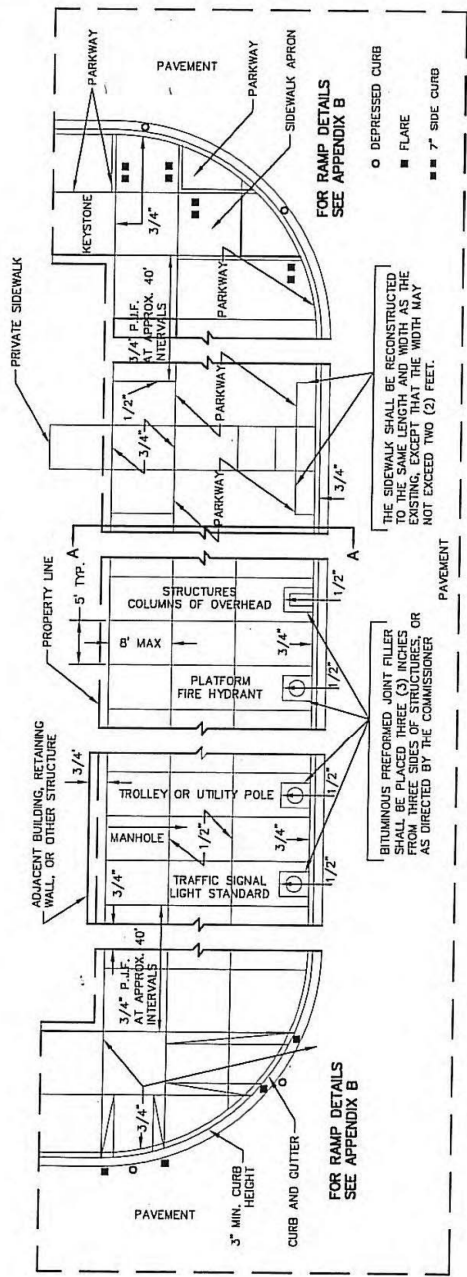 PAVEMENT
3/4"
3" MIN. CURB
HEIGHT
CURB AND GUTTER
FOR RAMP DETAILS
SEE APPENDIX B
3/4" P.J.F.
AT APPROX. 40'
INTERVALS
ADJACENT BUILDING, RETAINING
WALL, OR OTHER STRUCTURE
3/4'
3/4"
TROLLEY OR UTILITY POLE
MANHOLE
1/2"
3/4"
TRAFFIC SIGNAL
LIGHT STANDARD
1/2"
1/2"
PROPERTY LINE
5' TYP.
8' MAX
STRUCTURES
COLUMNS OF OVERHEAD
PLATFORM
FIRE HYDRANT
3/4"
1/2"
1/2"
BITUMINOUS PREFORMED JOINT FILLER
SHALL BE PLACED THREE (3) INCHES
FROM THREE SIDES OF STRUCTURES, OR
AS DIRECTED BY THE COMMISSIONER
A
A
PRIVATE SIDEWALK
1/2"
3/4"
PARKWAY
PARKWAY
3/4"
THE SIDEWALK SHALL BE RECONSTRUCTED
TO THE SAME LENGTH AND WIDTH AS THE
EXISTING, EXCEPT THAT THE WIDTH MAY
NOT EXCEED TWO (2) FEET.
PAVEMENT
3/4" P.J.F.
AT APPROX. 40'
INTERVALS
PARKWAY
KEYSTONE
3/4"
PARKWAY
PAVEMENT
PARKWAY
SIDEWALK APRON
FOR RAMP DETAILS
SEE APPENDIX B
DEPRESSED CURB
FLARE
7" SIDE CURB